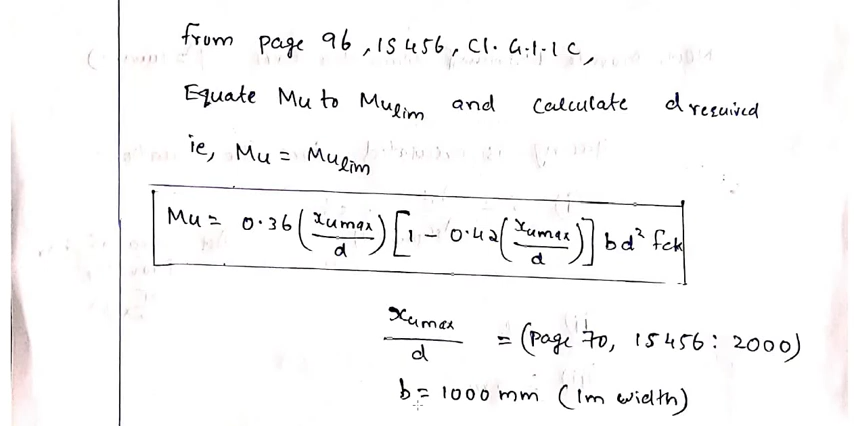 from page 96, IS 456, Cl. G.1.1 C,
Equate Mu to Mulim and calculate d required
ie, Mu = Mulim
Mu = 0.36 (xumax/d) [1 - 0.42 (xumax/d)] bd² fck
xumax/d = (page 70, IS 456: 2000)
b = 1000 mm (1m width)